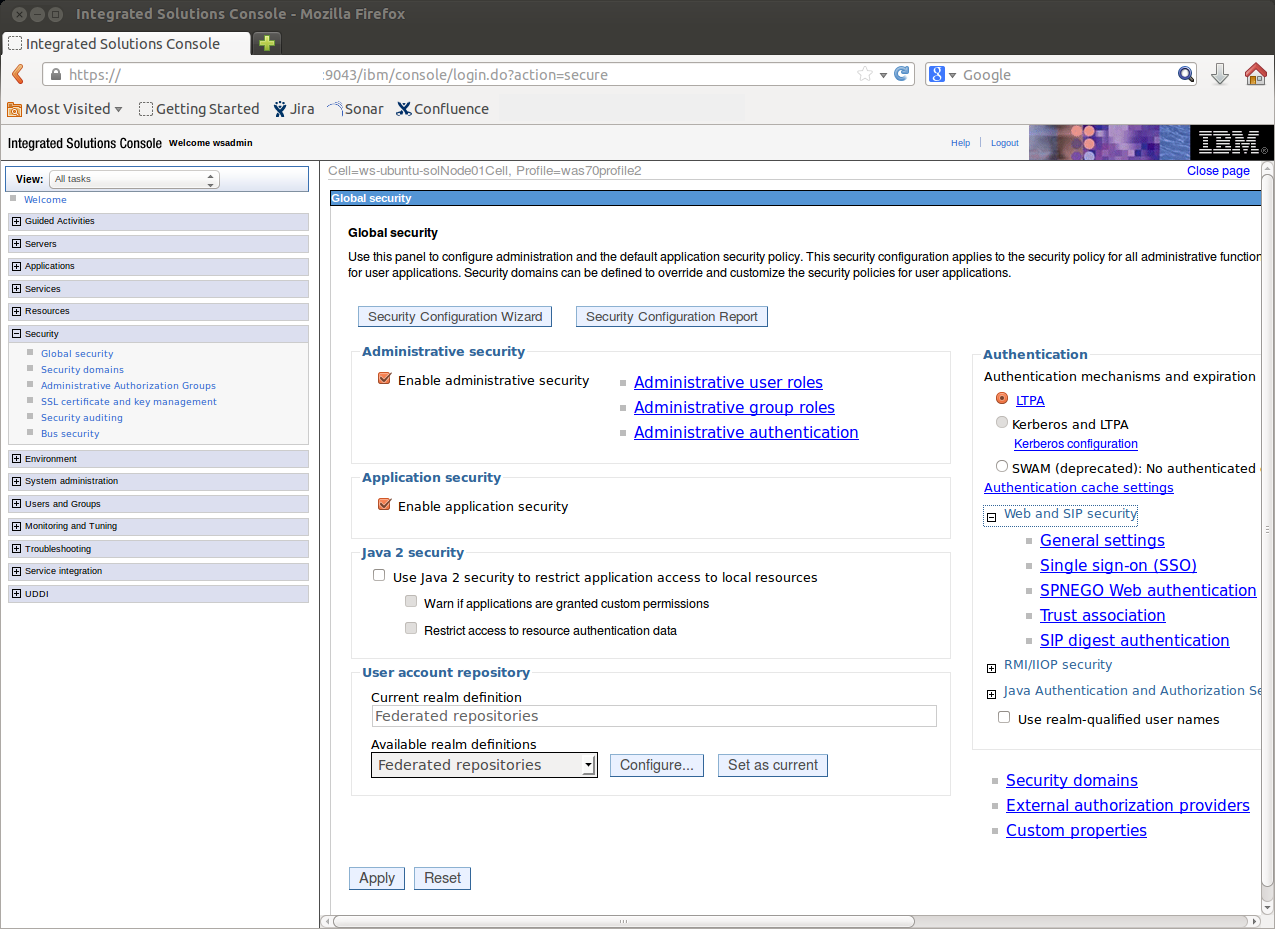 Integrated Solutions Console - Mozilla Firefox
Integrated Solutions Console
https:// :9043/ibm/console/login.do?action=secure
8 Google
Most Visited Getting Started Jira Sonar Confluence
Integrated Solutions Console Welcome wsadmin
Help Logout IBM®
View: All tasks
Welcome
Guided Activities
Servers
Applications
Services
Resources
Security
Global security
Security domains
Administrative Authorization Groups
SSL certificate and key management
Security auditing
Bus security
Environment
System administration
Users and Groups
Monitoring and Tuning
Troubleshooting
Service integration
UDDI
Cell=ws-ubuntu-solNode01Cell, Profile=was70profile2
Close page
Global security
Global security
Use this panel to configure administration and the default application security policy. This security configuration applies to the security policy for all administrative function
for user applications. Security domains can be defined to override and customize the security policies for user applications.
Security Configuration Wizard Security Configuration Report
Administrative security
Enable administrative security
Administrative user roles
Administrative group roles
Administrative authentication
Application security
Enable application security
Java 2 security
Use Java 2 security to restrict application access to local resources
Warn if applications are granted custom permissions
Restrict access to resource authentication data
User account repository
Current realm definition
Federated repositories
Available realm definitions
Federated repositories Configure... Set as current
Apply Reset
Authentication
Authentication mechanisms and expiration
LTPA
Kerberos and LTPA
Kerberos configuration
SWAM (deprecated): No authenticated
Authentication cache settings
Web and SIP security
General settings
Single sign-on (SSO)
SPNEGO Web authentication
Trust association
SIP digest authentication
RMI/IIOP security
Java Authentication and Authorization Se
Use realm-qualified user names
Security domains
External authorization providers
Custom properties